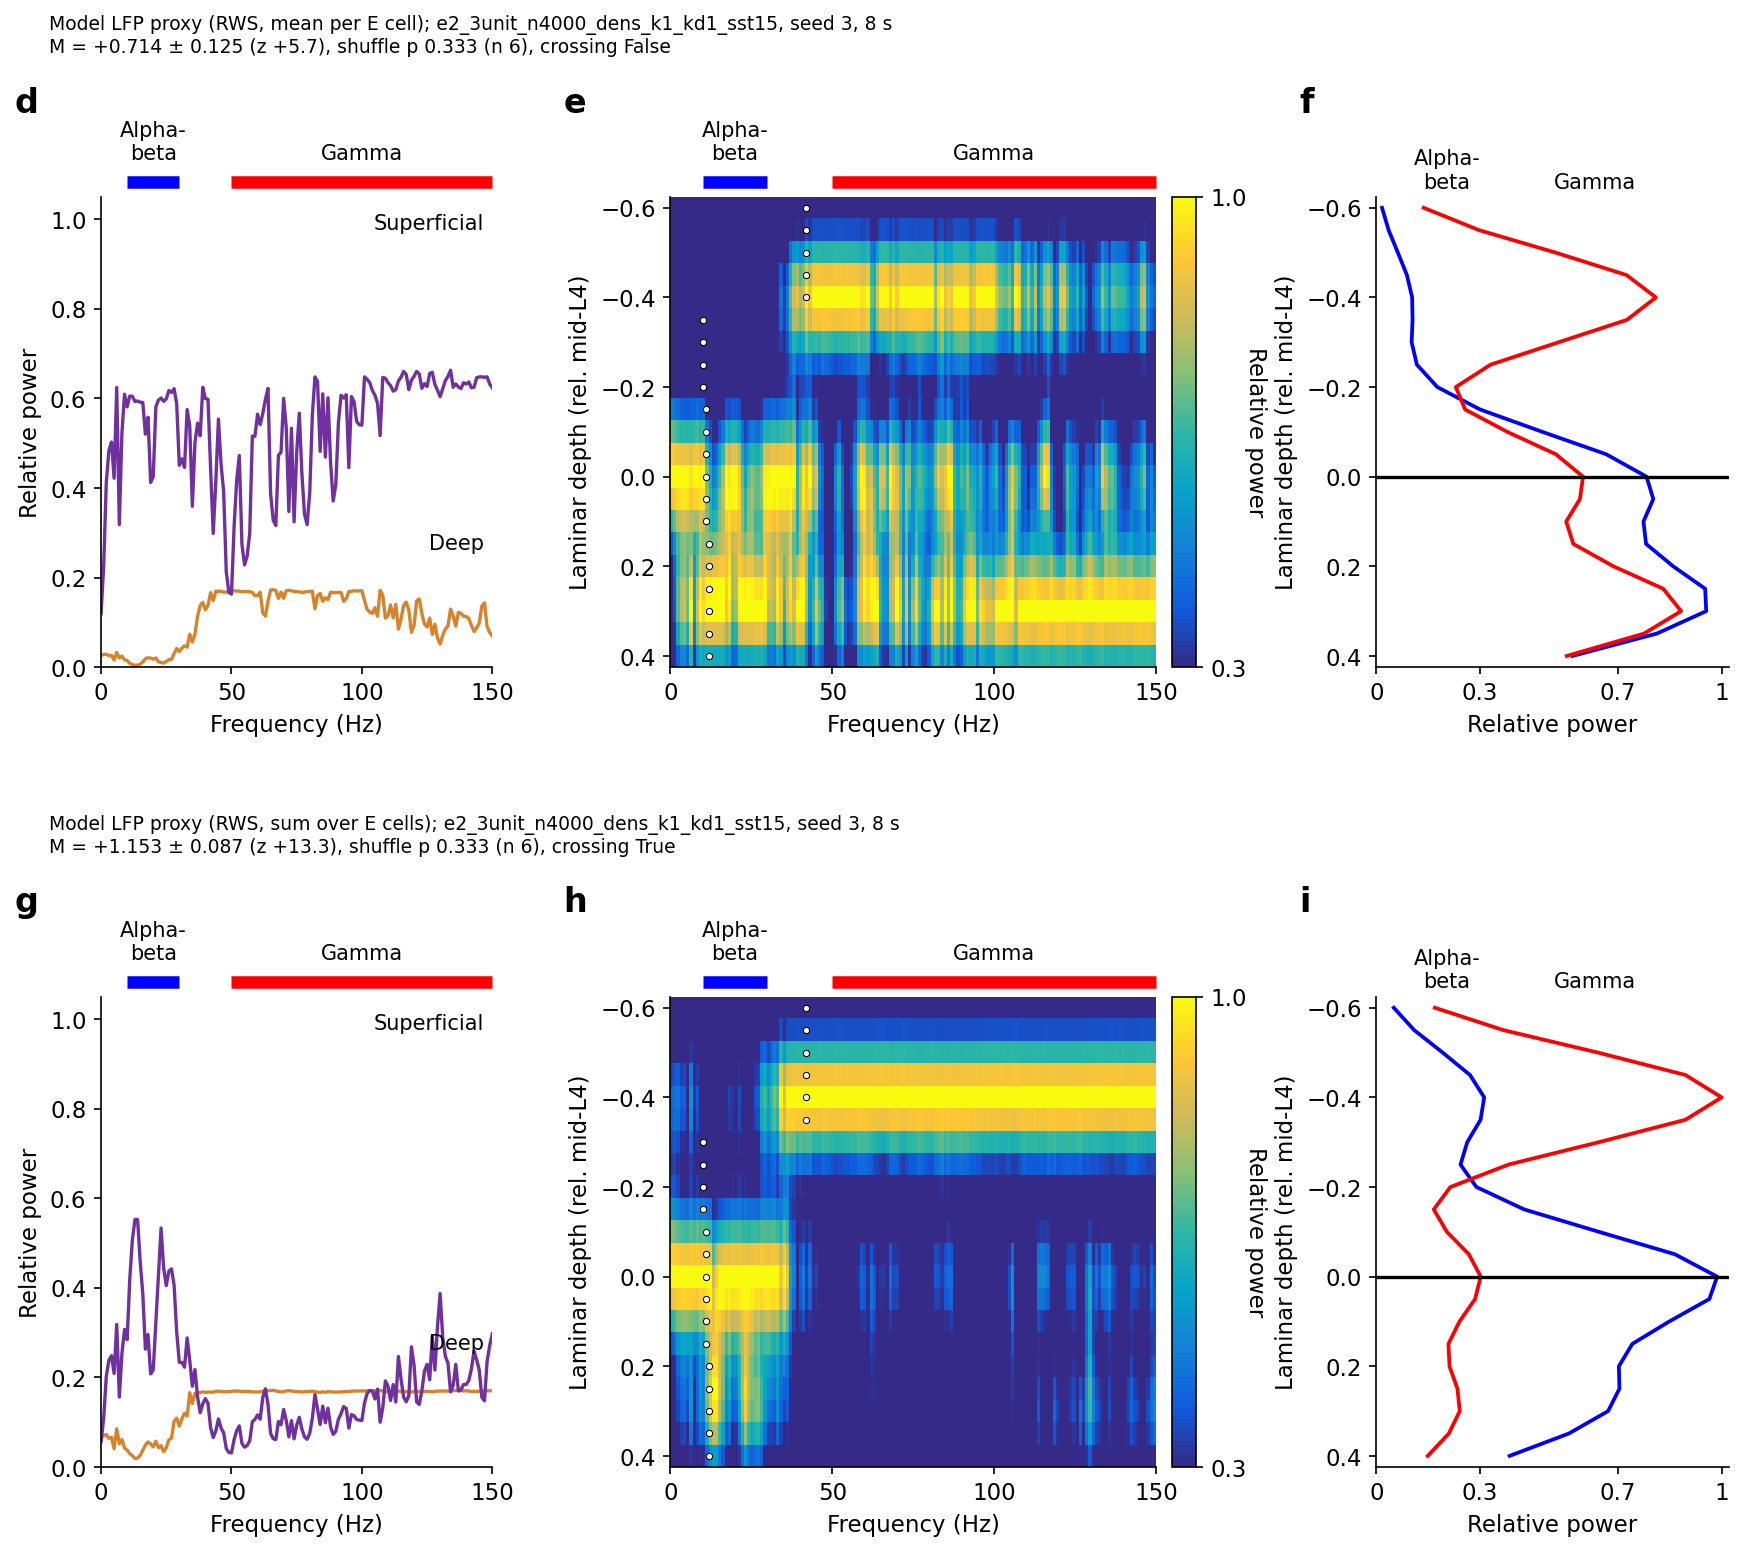 Model LFP proxy (RWS, mean per E cell); e2_3unit_n4000_dens_k1_kd1_sst15, seed 3, 8 s
M = +0.714 ± 0.125 (z +5.7), shuffle p 0.333 (n 6), crossing False
d
Alpha-
beta
Gamma
Superficial
Deep
1.0
0.8
0.6
0.4
0.2
0.0
Relative power
0
50
100
150
Frequency (Hz)
e
Alpha-
beta
Gamma
−0.6
−0.4
−0.2
0.0
0.2
0.4
Laminar depth (rel. mid-L4)
0
50
100
150
Frequency (Hz)
1.0
0.3
Relative power
f
Alpha-
beta
Gamma
−0.6
−0.4
−0.2
0.0
0.2
0.4
Laminar depth (rel. mid-L4)
0
0.3
0.7
1
Relative power
Model LFP proxy (RWS, sum over E cells); e2_3unit_n4000_dens_k1_kd1_sst15, seed 3, 8 s
M = +1.153 ± 0.087 (z +13.3), shuffle p 0.333 (n 6), crossing True
g
Alpha-
beta
Gamma
Superficial
Deep
1.0
0.8
0.6
0.4
0.2
0.0
Relative power
0
50
100
150
Frequency (Hz)
h
Alpha-
beta
Gamma
−0.6
−0.4
−0.2
0.0
0.2
0.4
Laminar depth (rel. mid-L4)
0
50
100
150
Frequency (Hz)
1.0
0.3
Relative power
i
Alpha-
beta
Gamma
−0.6
−0.4
−0.2
0.0
0.2
0.4
Laminar depth (rel. mid-L4)
0
0.3
0.7
1
Relative power